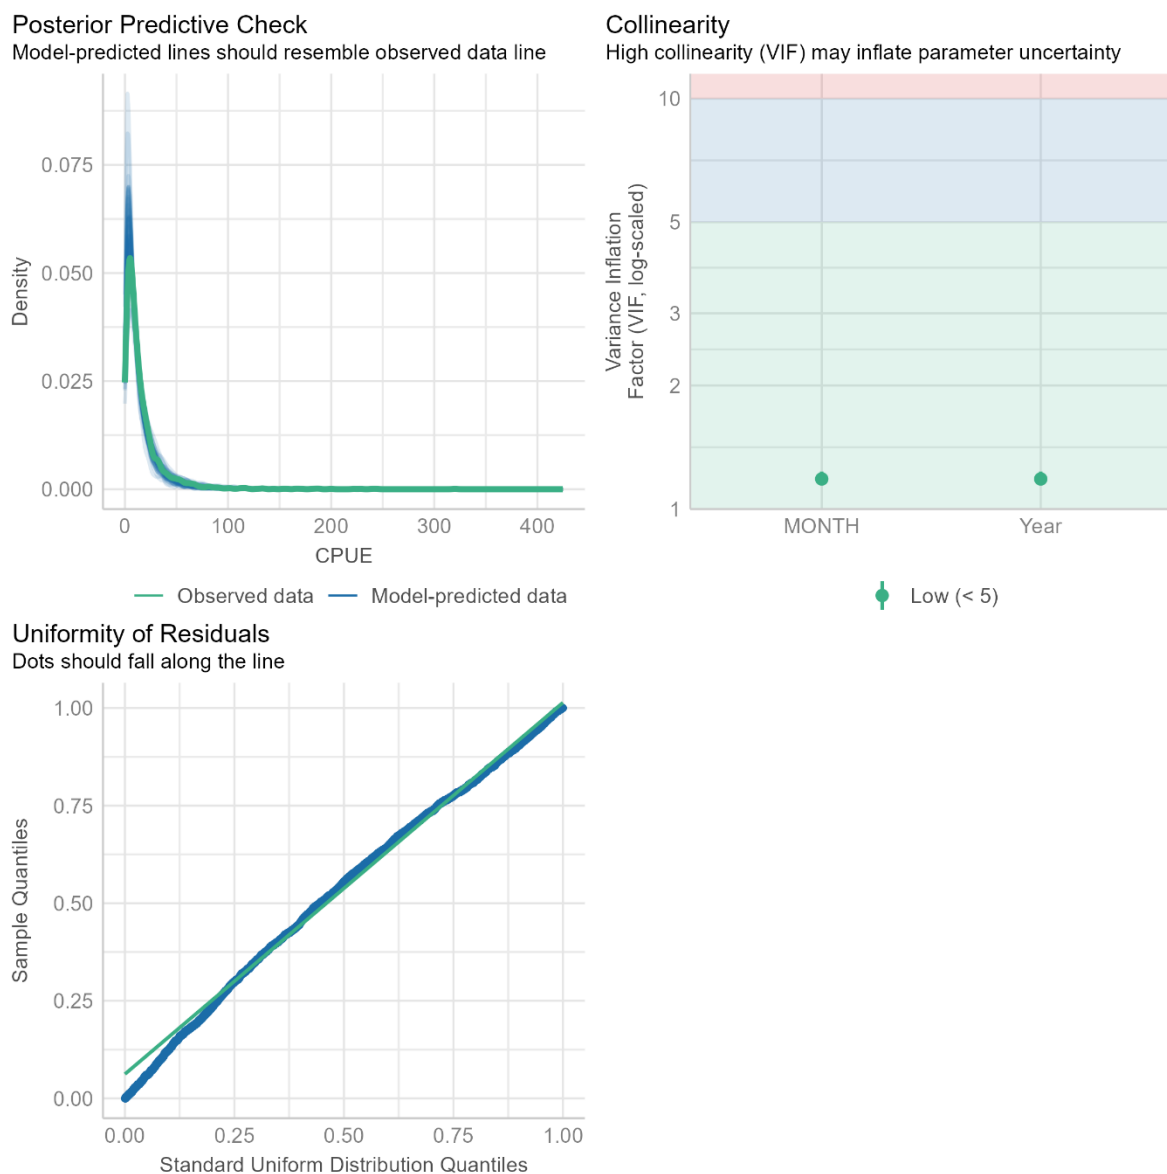 Posterior Predictive Check
Model-predicted lines should resemble observed data line
0.075
0.050
0.025
0.000
Density
0
100
200
300
400
CPUE
Observed data
Model-predicted data
Collinearity
High collinearity (VIF) may inflate parameter uncertainty
10
5
3
2
1
Variance Inflation
Factor (VIF, log-scaled)
MONTH
Year
Low (< 5)
Uniformity of Residuals
Dots should fall along the line
1.00
0.75
0.50
0.25
0.00
Sample Quantiles
0.00
0.25
0.50
0.75
1.00
Standard Uniform Distribution Quantiles